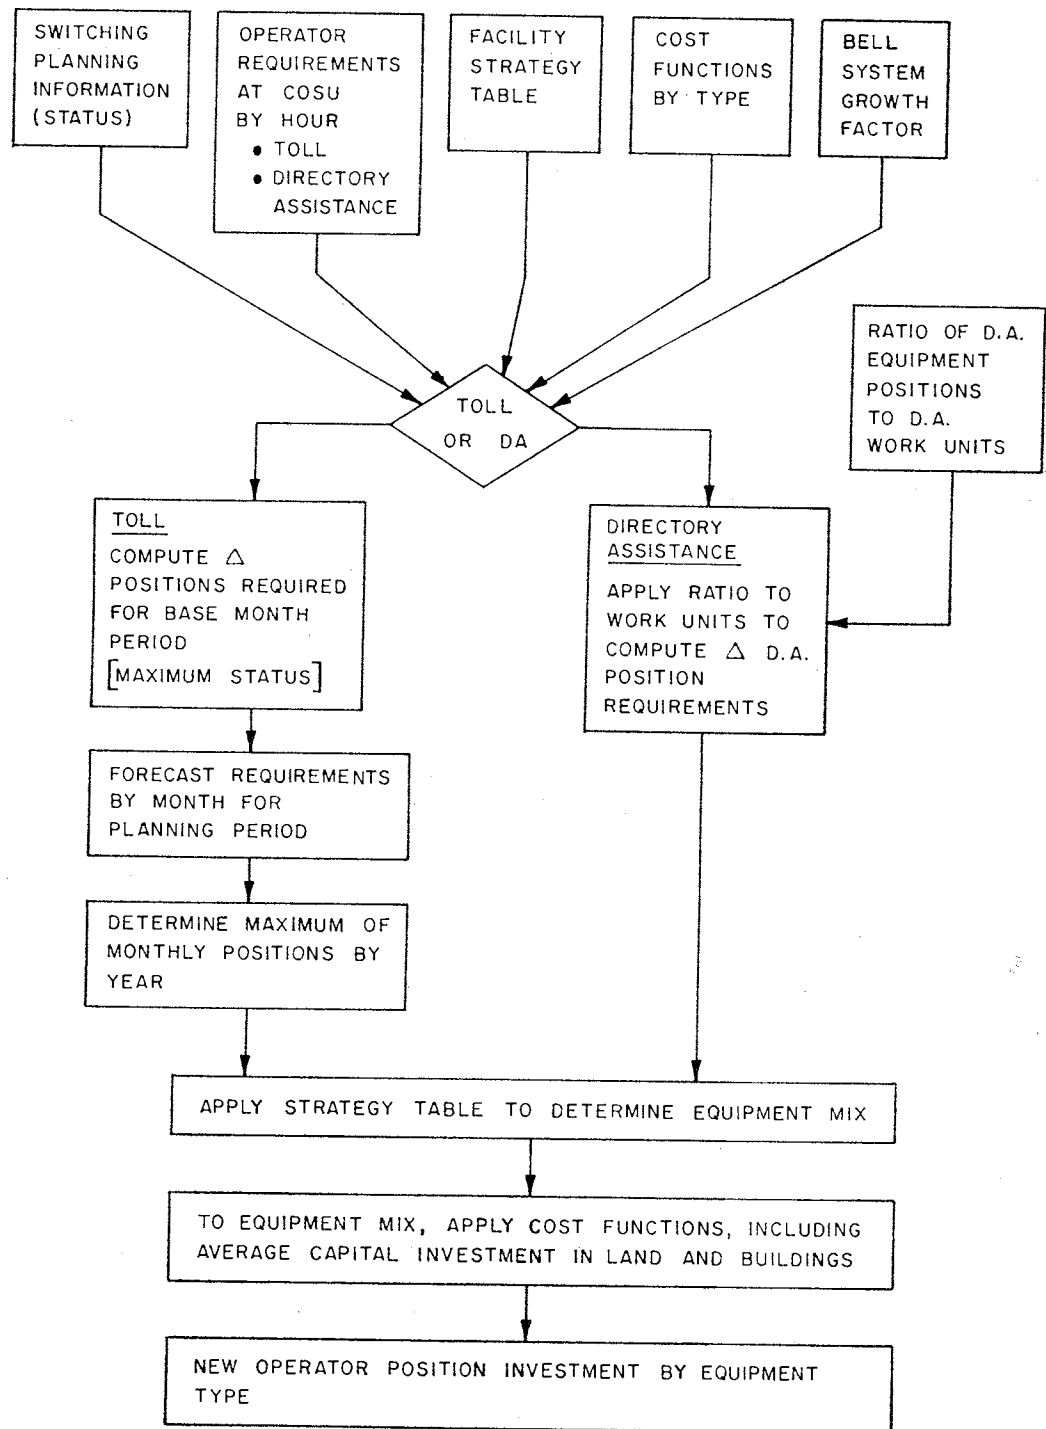 SWITCHING
PLANNING
INFORMATION
(STATUS)
OPERATOR
REQUIREMENTS
AT COSU
BY HOUR
• TOLL
• DIRECTORY
ASSISTANCE
FACILITY
STRATEGY
TABLE
COST
FUNCTIONS
BY TYPE
BELL
SYSTEM
GROWTH
FACTOR
RATIO OF D.A.
EQUIPMENT
POSITIONS
TO D.A.
WORK UNITS
TOLL
OR DA
TOLL
COMPUTE △
POSITIONS REQUIRED
FOR BASE MONTH
PERIOD
[MAXIMUM STATUS]
DIRECTORY
ASSISTANCE
APPLY RATIO TO
WORK UNITS TO
COMPUTE △ D.A.
POSITION
REQUIREMENTS
FORECAST REQUIREMENTS
BY MONTH FOR
PLANNING PERIOD
DETERMINE MAXIMUM OF
MONTHLY POSITIONS BY
YEAR
APPLY STRATEGY TABLE TO DETERMINE EQUIPMENT MIX
TO EQUIPMENT MIX, APPLY COST FUNCTIONS, INCLUDING
AVERAGE CAPITAL INVESTMENT IN LAND AND BUILDINGS
NEW OPERATOR POSITION INVESTMENT BY EQUIPMENT
TYPE